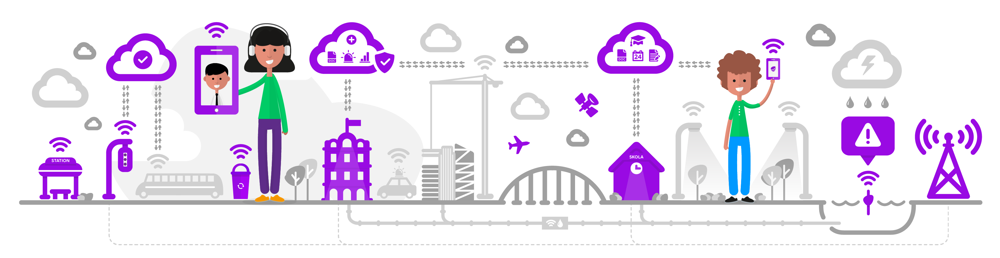 STATION
DOC
DOC
24
SKOLA